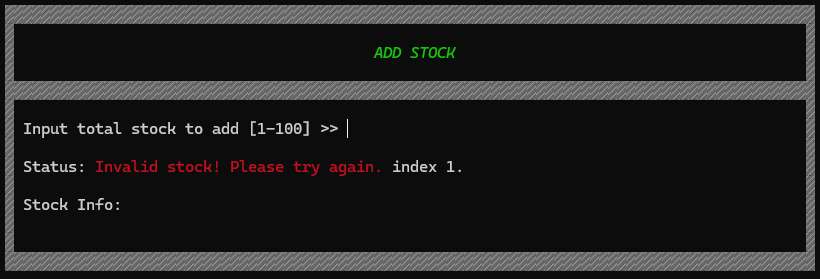 ADD STOCK
Input total stock to add [1-100] >>
Status: Invalid stock! Please try again. index 1.
Stock Info: